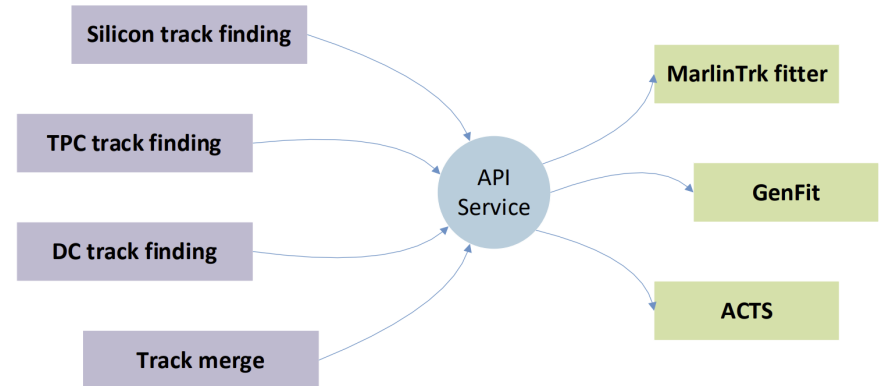 Silicon track finding
TPC track finding
DC track finding
Track merge
API
Service
MarlinTrk fitter
GenFit
ACTS